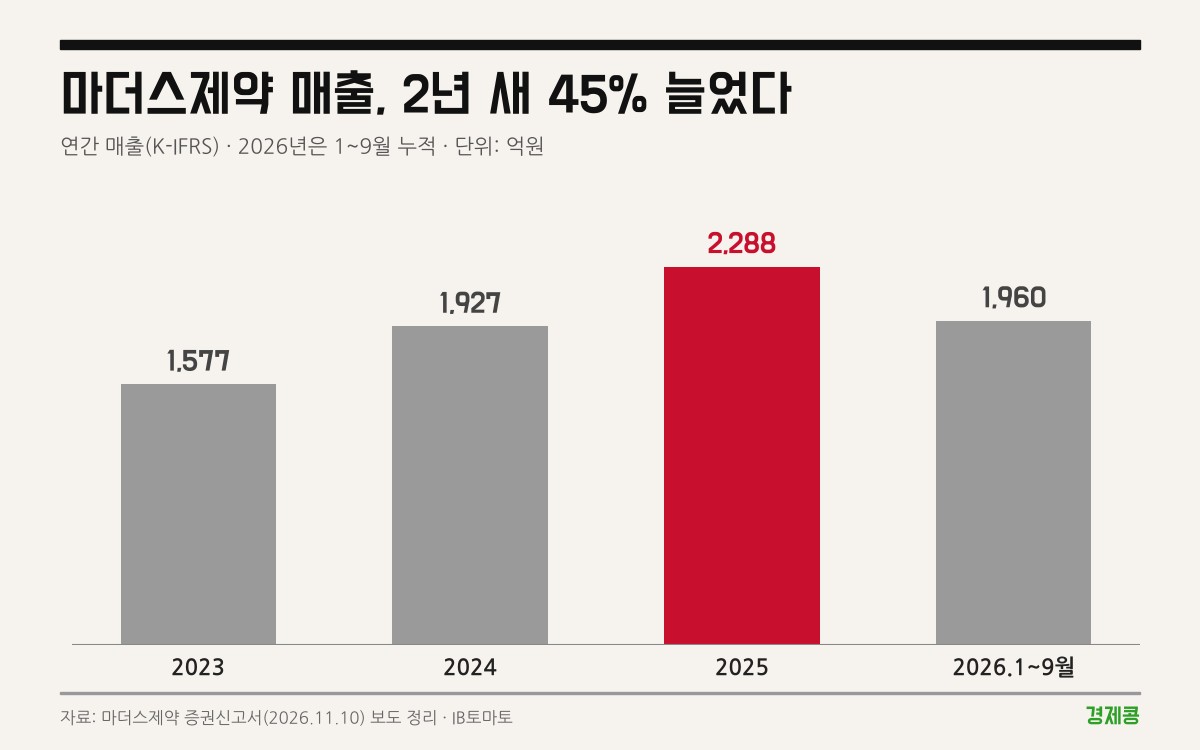 마더스제약 매출, 2년 새 45% 늘었다
연간 매출(K-IFRS) · 2026년은 1~9월 누적 · 단위: 억원
2,288
1,960
1,927
1,577
2023
2024
2025
2026.1~9월
자료: 마더스제약 증권신고서(2026.11.10) 보도 정리 · IB토마토
경제콩